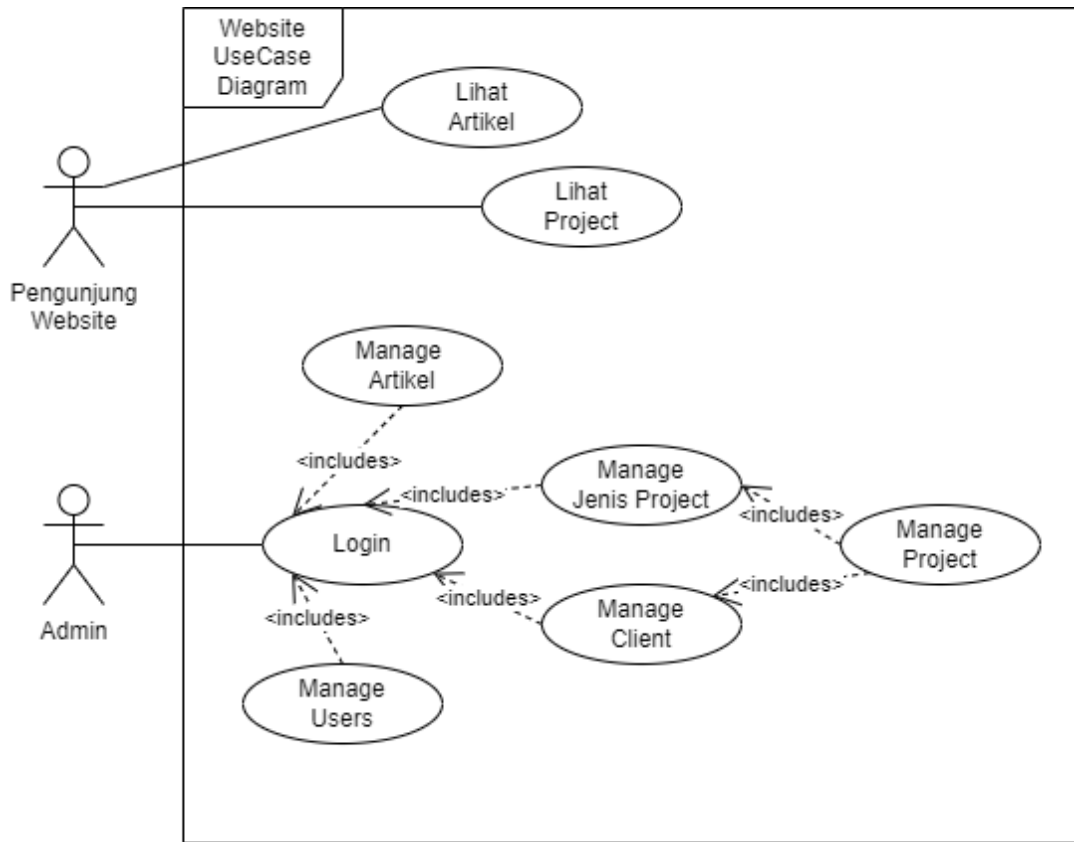 Website
UseCase
Diagram
Lihat
Artikel
Lihat
Project
Pengunjung
Website
Manage
Artikel
<includes>
Manage
Jenis Project
<includes>
<includes>
Manage
Project
Login
Admin
<includes>
<includes>
<includes>
Manage
Client
Manage
Users